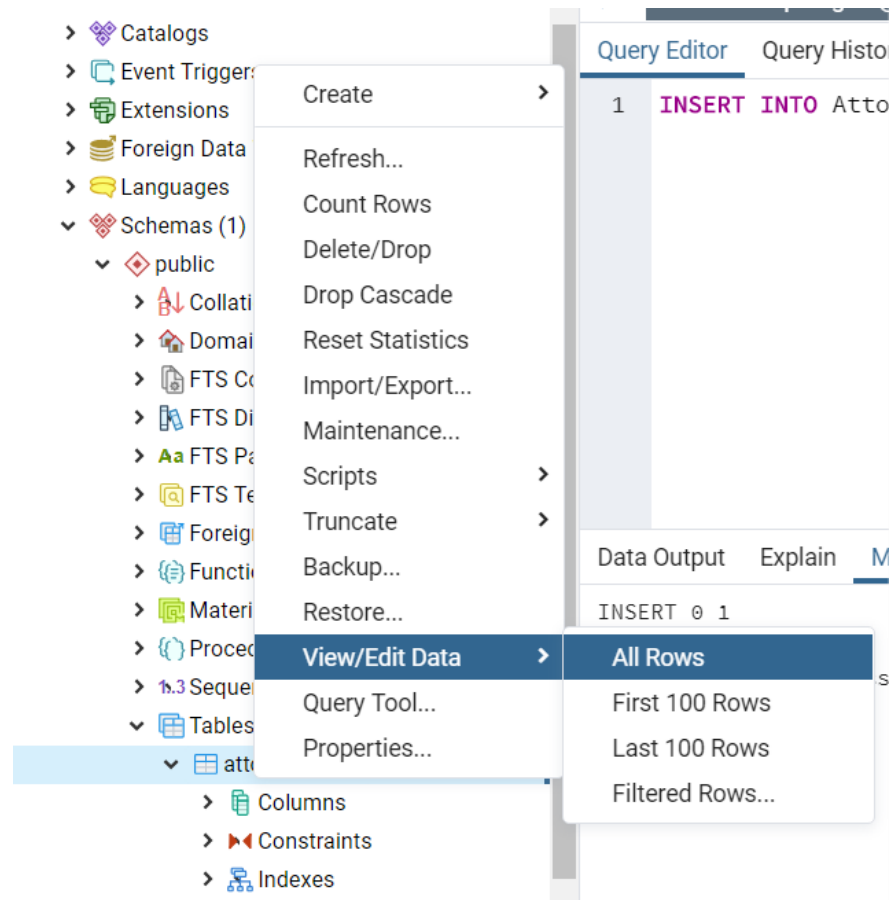 Catalogs
Event Triggers
Extensions
Foreign Data
Languages
Schemas (1)
public
Collati
Domai
FTS Co
FTS Di
FTS Pa
FTS Te
Foreig
Functi
Materi
Proced
1..3 Seque
Tables
atto
Columns
Constraints
Indexes
Create
Refresh...
Count Rows
Delete/Drop
Drop Cascade
Reset Statistics
Import/Export...
Maintenance...
Scripts
Truncate
Backup...
Restore...
View/Edit Data
Query Tool...
Properties...
All Rows
First 100 Rows
Last 100 Rows
Filtered Rows...
Query Editor Query Histor
1 INSERT INTO Atto
Data Output Explain M
INSERT 0 1
s